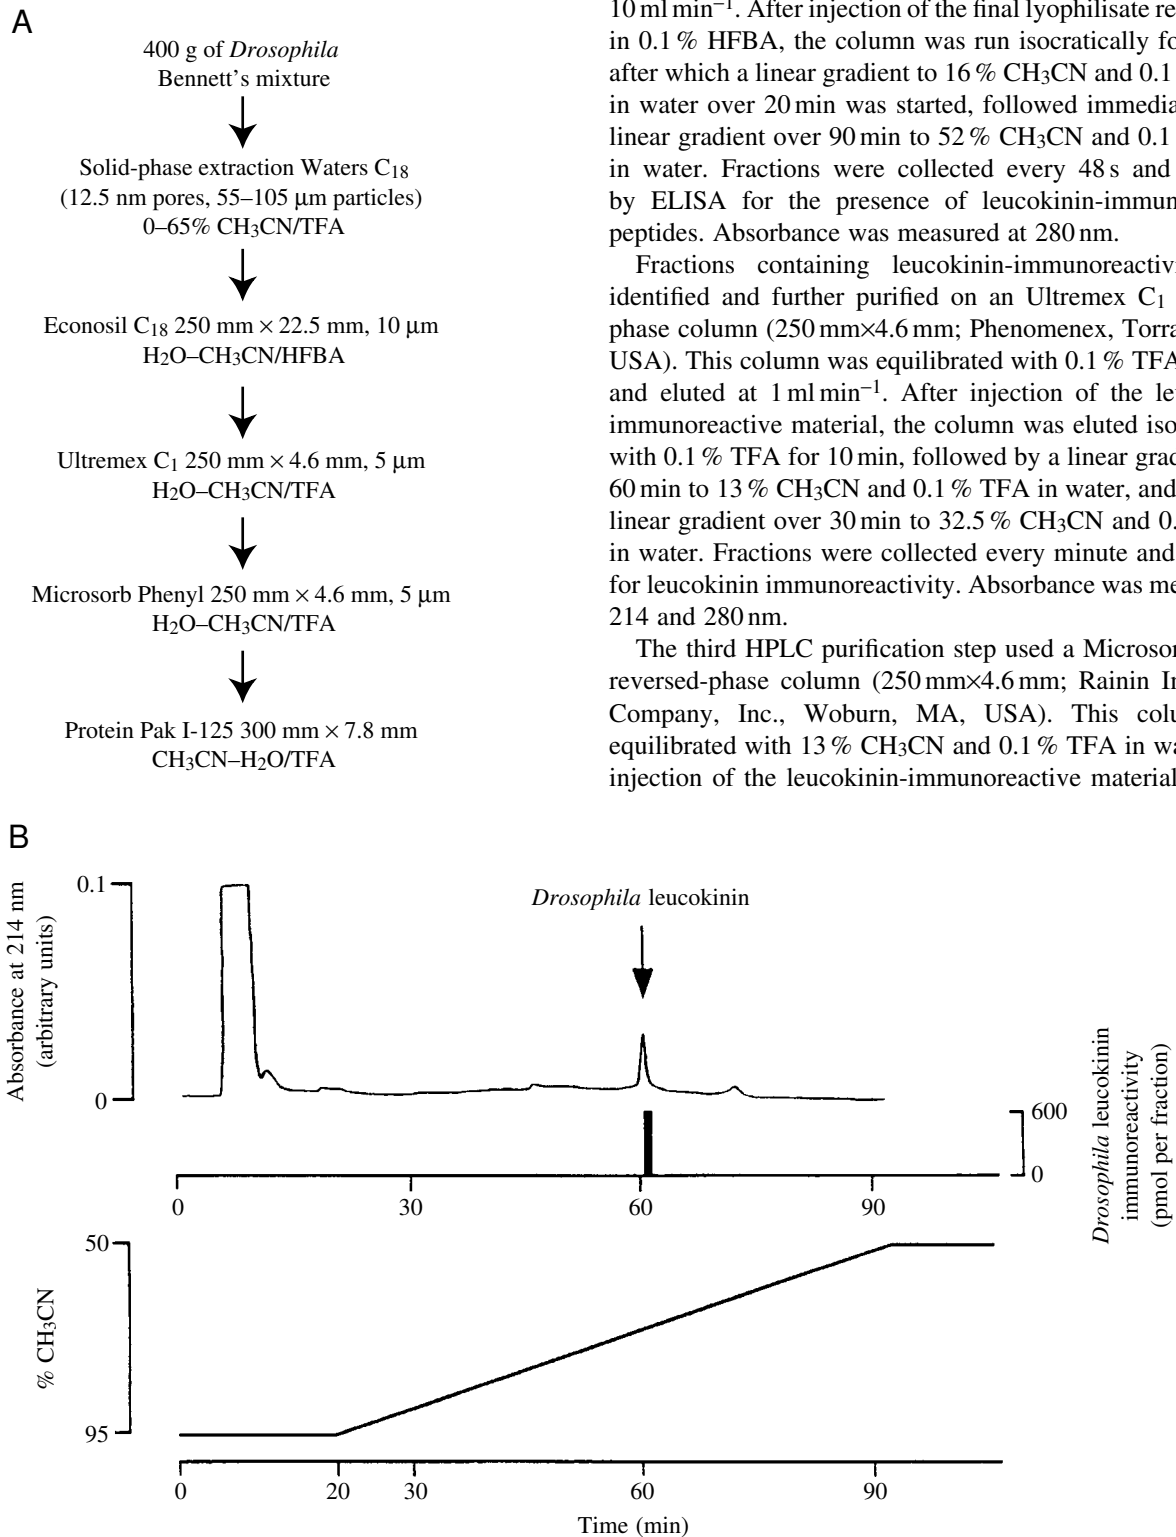 A
400 g of Drosophila
Bennett's mixture
Solid-phase extraction Waters C18
(12.5 nm pores, 55–105 µm particles)
0–65% CH3CN/TFA
Econosil C18 250 mm × 22.5 mm, 10 µm
H2O–CH3CN/HFBA
Ultremex C1 250 mm × 4.6 mm, 5 µm
H2O–CH3CN/TFA
Microsorb Phenyl 250 mm × 4.6 mm, 5 µm
H2O–CH3CN/TFA
Protein Pak I-125 300 mm × 7.8 mm
CH3CN–H2O/TFA
10 ml min−1. After injection of the final lyophilisate re
in 0.1 % HFBA, the column was run isocratically fo
after which a linear gradient to 16 % CH3CN and 0.1
in water over 20 min was started, followed immedia
linear gradient over 90 min to 52 % CH3CN and 0.1
in water. Fractions were collected every 48 s and
by ELISA for the presence of leucokinin-immun
peptides. Absorbance was measured at 280 nm.
Fractions containing leucokinin-immunoreactiv
identified and further purified on an Ultremex C1
phase column (250 mm×4.6 mm; Phenomenex, Torra
USA). This column was equilibrated with 0.1 % TFA
and eluted at 1 ml min−1. After injection of the le
immunoreactive material, the column was eluted iso
with 0.1 % TFA for 10 min, followed by a linear grad
60 min to 13 % CH3CN and 0.1 % TFA in water, and
linear gradient over 30 min to 32.5 % CH3CN and 0.
in water. Fractions were collected every minute and
for leucokinin immunoreactivity. Absorbance was me
214 and 280 nm.
The third HPLC purification step used a Microsor
reversed-phase column (250 mm×4.6 mm; Rainin In
Company, Inc., Woburn, MA, USA). This colu
equilibrated with 13 % CH3CN and 0.1 % TFA in wa
injection of the leucokinin-immunoreactive material
B
Absorbance at 214 nm
(arbitrary units)
0.1
0
Drosophila leucokinin
600
0
Drosophila leucokinin
immunoreactivity
(pmol per fraction)
0 30 60 90
% CH3CN
50
95
0 20 30 60 90
Time (min)